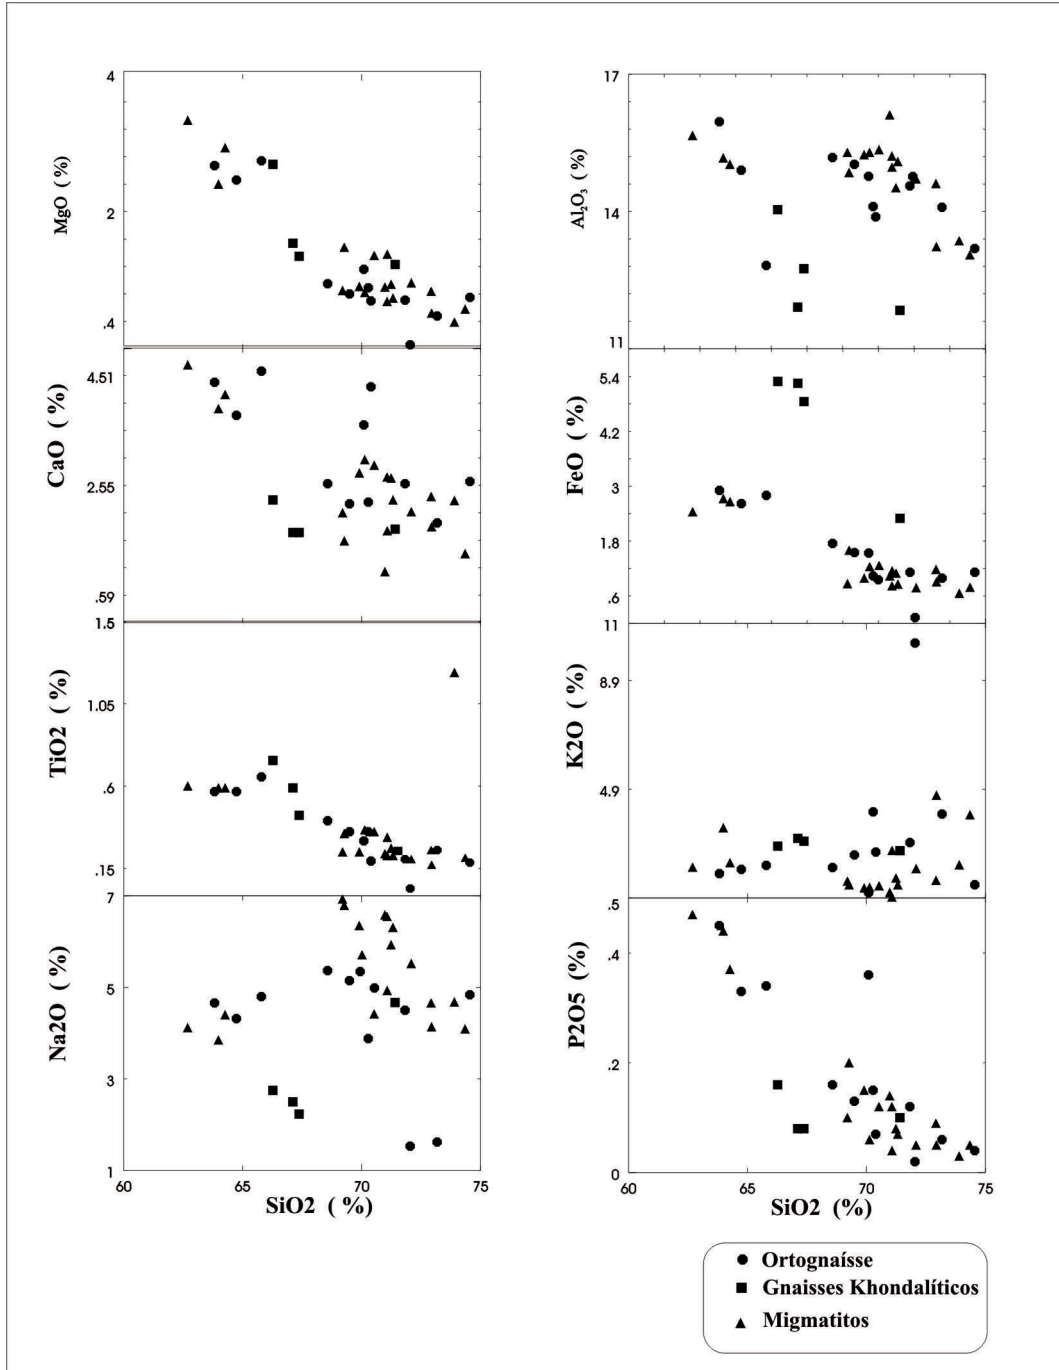 4
2
.4
MgO ( %)
17
14
11
Al₂O₃ ( %)
4.51
2.55
.59
CaO ( %)
5.4
4.2
3
1.8
.6
FeO ( %)
1.5
1.05
.6
.15
TiO2 ( %)
11
8.9
4.9
K2O ( %)
7
5
3
1
Na2O ( %)
.5
.4
.2
0
P2O5 (%)
60 65 70 75
SiO2 ( %)
60 65 70 75
SiO2 (%)
Ortognaísse
Gnaisses Khondalíticos
Migmatitos